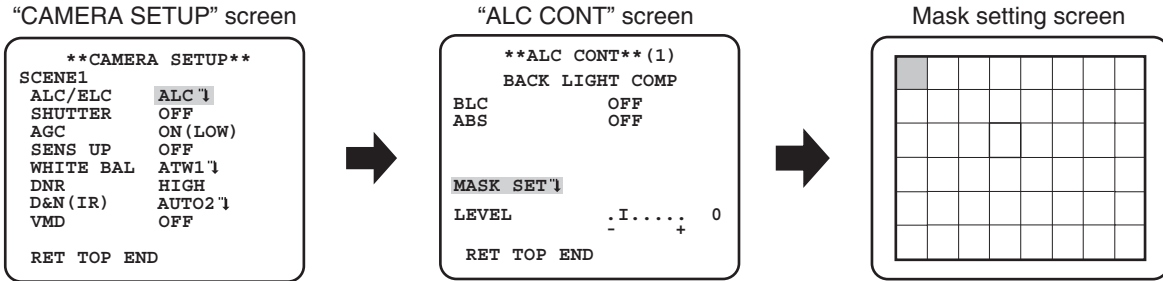 “CAMERA SETUP” screen
**CAMERA SETUP**
SCENE1
ALC/ELC ALC
SHUTTER OFF
AGC ON(LOW)
SENS UP OFF
WHITE BAL ATW1
DNR HIGH
D&N(IR) AUTO2
VMD OFF
RET TOP END
“ALC CONT” screen
**ALC CONT**(1)
BACK LIGHT COMP
BLC OFF
ABS OFF
MASK SET
LEVEL .I..... 0
- +
RET TOP END
Mask setting screen